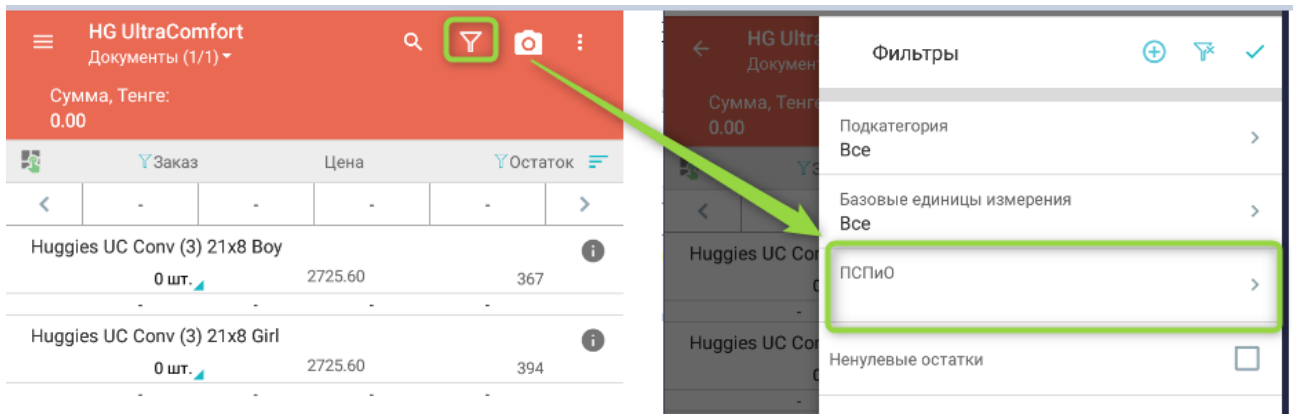 HG UltraComfort
Документы (1/1)
Сумма, Тенге:
0.00
Заказ Цена Остаток
- - - -
Huggies UC Conv (3) 21x8 Boy
0 шт. 2725.60 367
- - - -
Huggies UC Conv (3) 21x8 Girl
0 шт. 2725.60 394
- - - -
HG Ultra
Докумен
Сумма, Тенге
0.00
Huggies UC Con
Huggies UC Con
Фильтры
Подкатегория
Все
Базовые единицы измерения
Все
ПСПиО
Ненулевые остатки